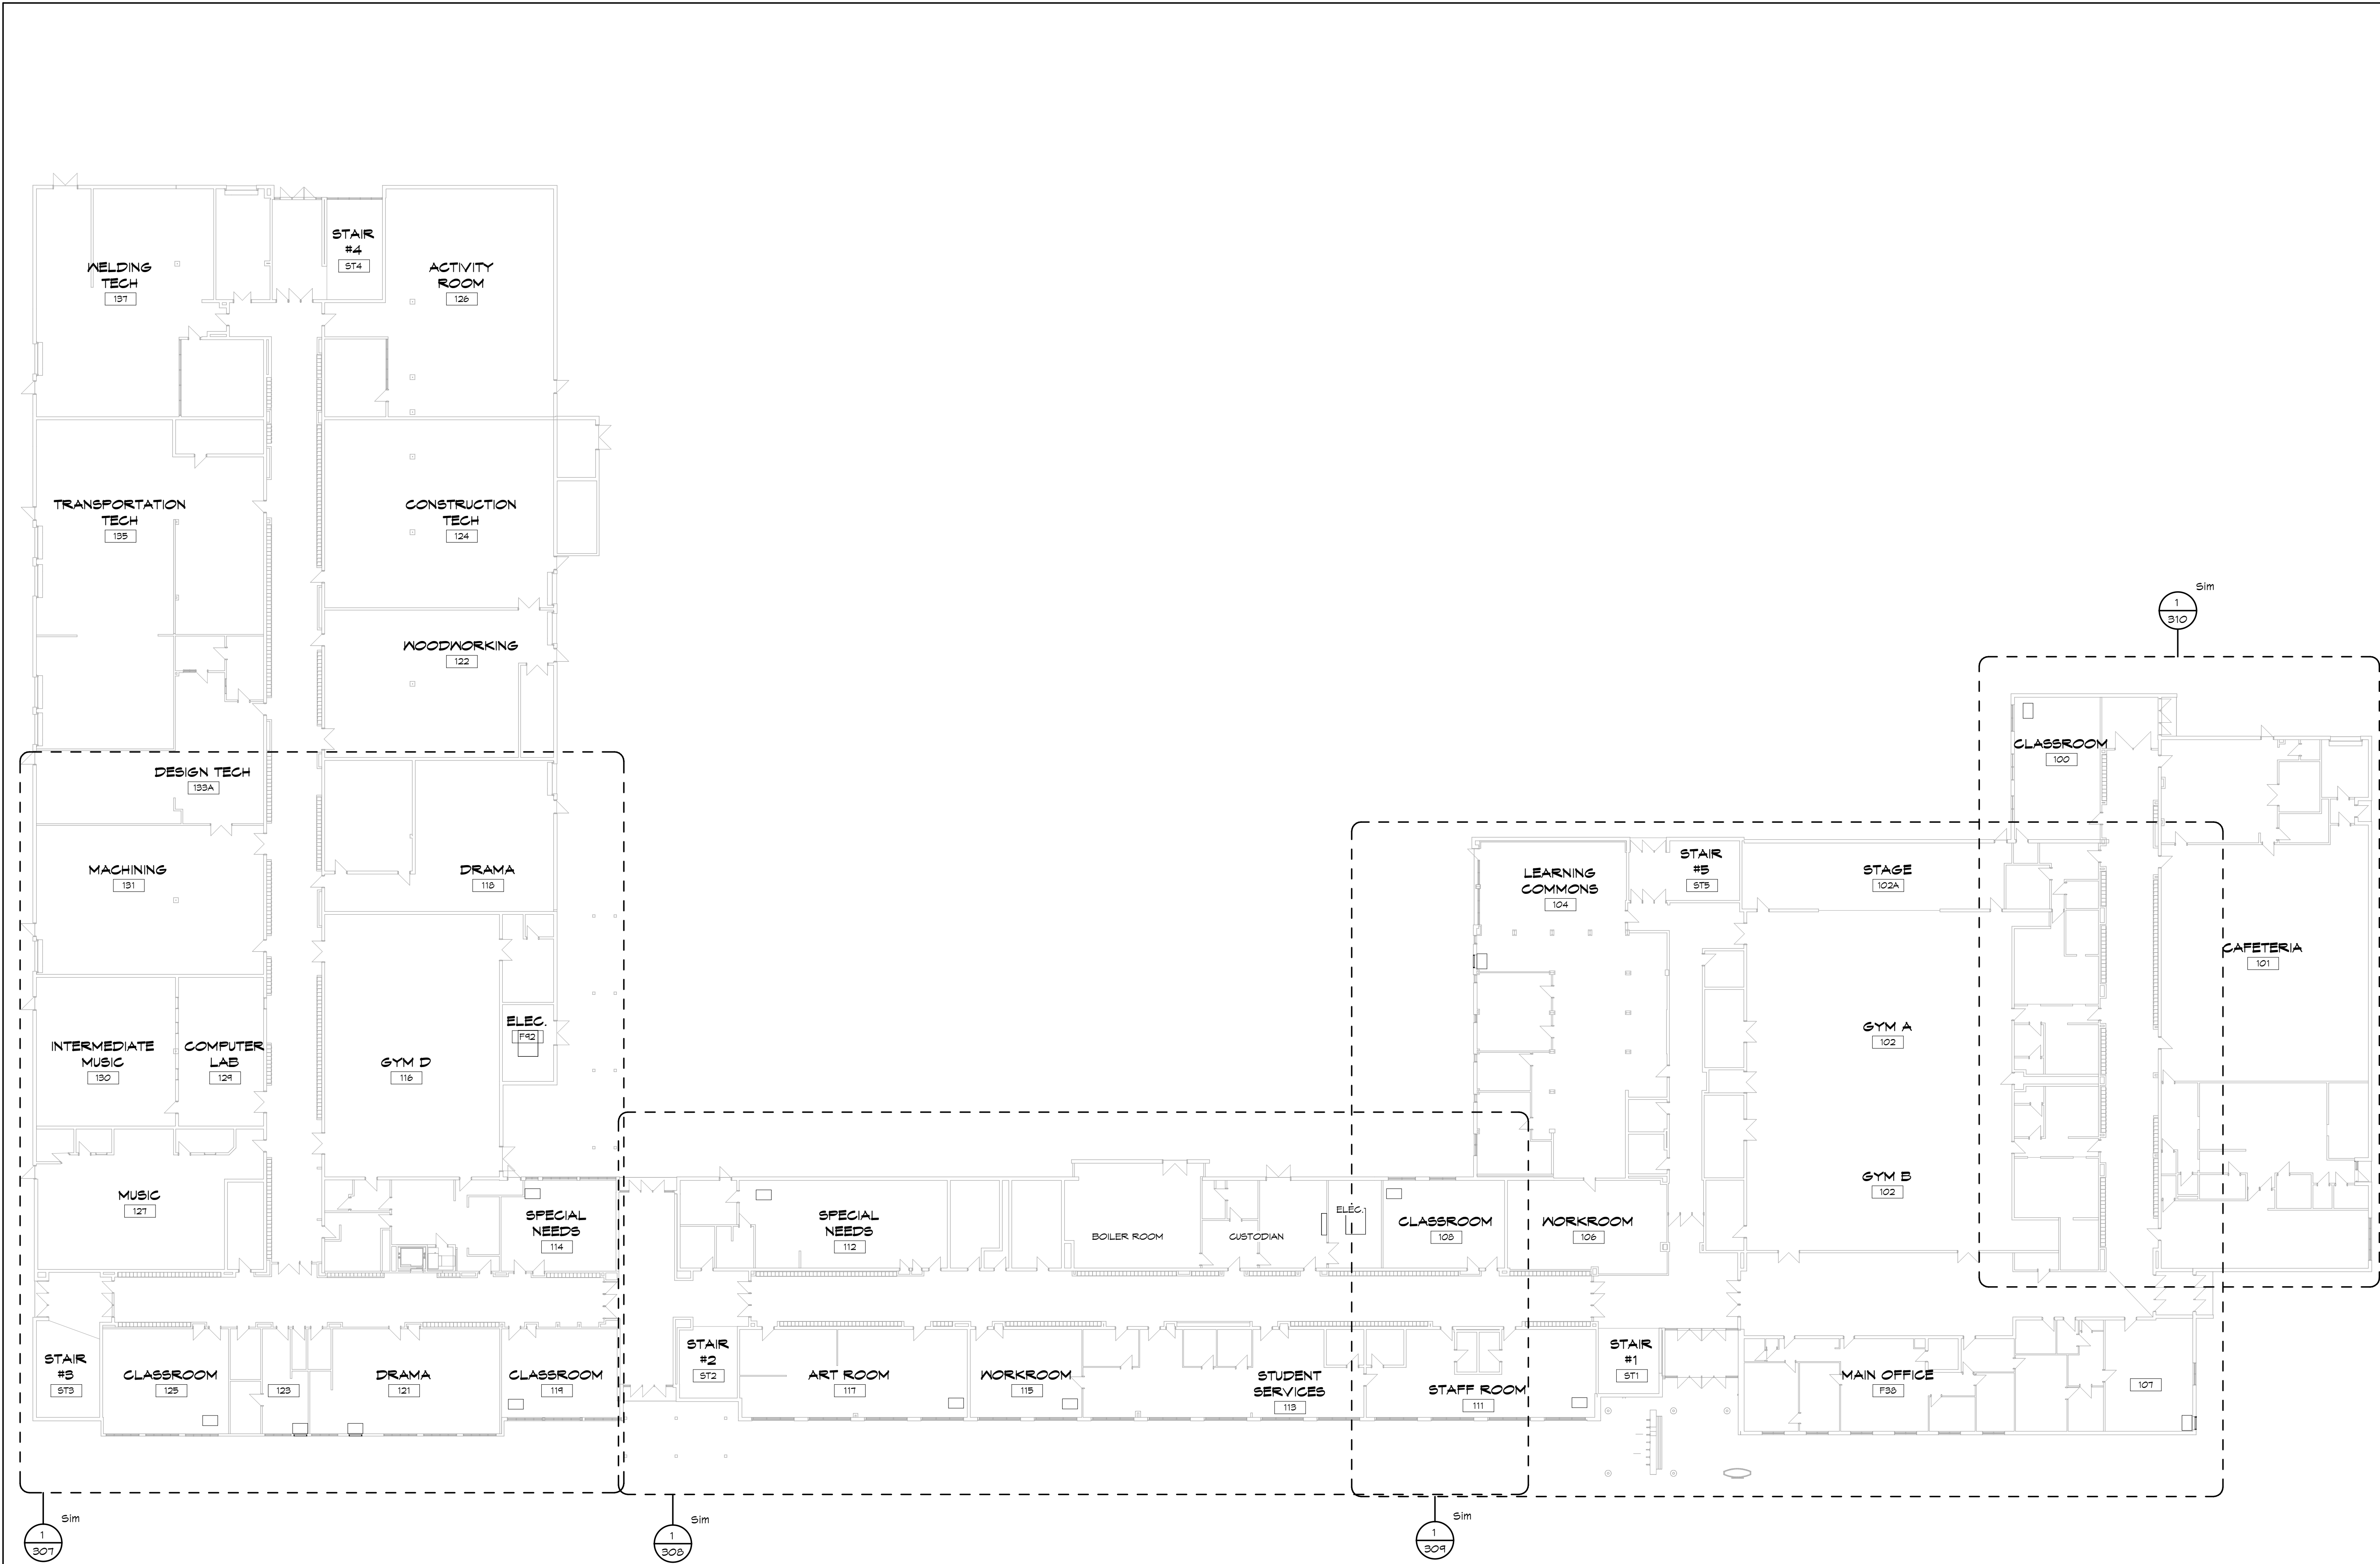 STAIR
#4
ST4
WELDING
TECH
137
ACTIVITY
ROOM
126
TRANSPORTATION
TECH
135
CONSTRUCTION
TECH
124
WOODWORKING
122
Sim
1
310
CLASSROOM
100
DESIGN TECH
133A
MACHINING
131
DRAMA
118
LEARNING
COMMONS
104
STAIR
#5
ST5
STAGE
102A
CAFETERIA
101
INTERMEDIATE
MUSIC
130
COMPUTER
LAB
129
GYM D
116
ELEC.
F92
GYM A
102
MUSIC
127
SPECIAL
NEEDS
114
SPECIAL
NEEDS
112
BOILER ROOM
CUSTODIAN
ELEC.
CLASSROOM
108
WORKROOM
106
GYM B
102
STAIR
#3
ST3
CLASSROOM
125
123
DRAMA
121
CLASSROOM
119
STAIR
#2
ST2
ART ROOM
117
WORKROOM
115
STUDENT
SERVICES
113
STAFF ROOM
111
STAIR
#1
ST1
MAIN OFFICE
F38
107
Sim
1
307
Sim
1
308
Sim
1
309